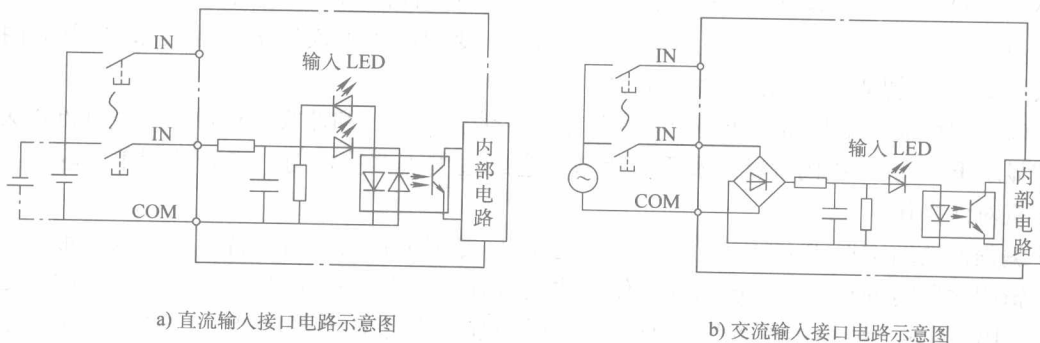 IN
输入 LED
IN
COM
内部电路
a) 直流输入接口电路示意图
IN
IN
输入 LED
COM
内部电路
b) 交流输入接口电路示意图